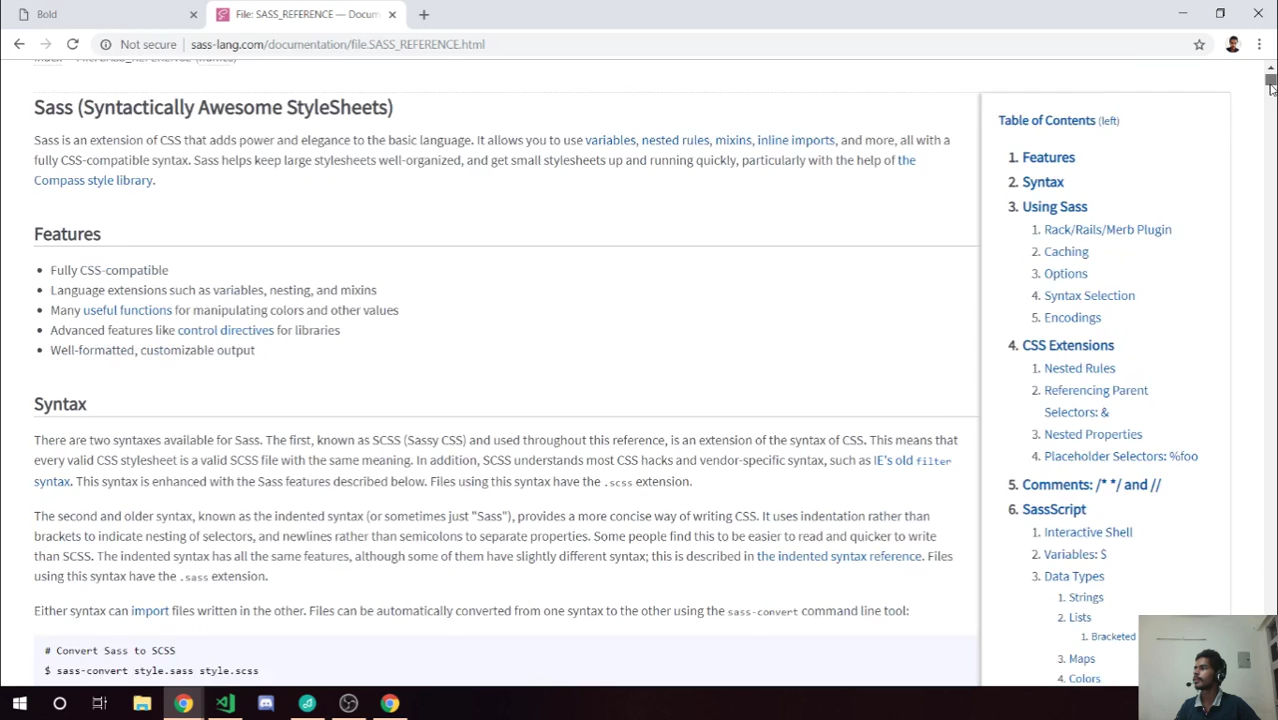 Bold
File: SASS_REFERENCE — Docum
Not secure
sass-lang.com/documentation/file.SASS_REFERENCE.html
Sass (Syntactically Awesome StyleSheets)
Sass is an extension of CSS that adds power and elegance to the basic language. It allows you to use variables, nested rules, mixins, inline imports, and more, all with a
fully CSS-compatible syntax. Sass helps keep large stylesheets well-organized, and get small stylesheets up and running quickly, particularly with the help of the
Compass style library.
Features
• Fully CSS-compatible
• Language extensions such as variables, nesting, and mixins
• Many useful functions for manipulating colors and other values
• Advanced features like control directives for libraries
• Well-formatted, customizable output
Syntax
There are two syntaxes available for Sass. The first, known as SCSS (Sassy CSS) and used throughout this reference, is an extension of the syntax of CSS. This means that
every valid CSS stylesheet is a valid SCSS file with the same meaning. In addition, SCSS understands most CSS hacks and vendor-specific syntax, such as IE's old filter
syntax. This syntax is enhanced with the Sass features described below. Files using this syntax have the .scss extension.
The second and older syntax, known as the indented syntax (or sometimes just "Sass"), provides a more concise way of writing CSS. It uses indentation rather than
brackets to indicate nesting of selectors, and newlines rather than semicolons to separate properties. Some people find this to be easier to read and quicker to write
than SCSS. The indented syntax has all the same features, although some of them have slightly different syntax; this is described in the indented syntax reference. Files
using this syntax have the .sass extension.
Either syntax can import files written in the other. Files can be automatically converted from one syntax to the other using the sass-convert command line tool:
# Convert Sass to SCSS
$ sass-convert style.sass style.scss
Table of Contents (left)
1. Features
2. Syntax
3. Using Sass
1. Rack/Rails/Merb Plugin
2. Caching
3. Options
4. Syntax Selection
5. Encodings
4. CSS Extensions
1. Nested Rules
2. Referencing Parent
Selectors: &
3. Nested Properties
4. Placeholder Selectors: %foo
5. Comments: /* */ and //
6. SassScript
1. Interactive Shell
2. Variables: $
3. Data Types
1. Strings
2. Lists
1. Bracketed
3. Maps
4. Colors